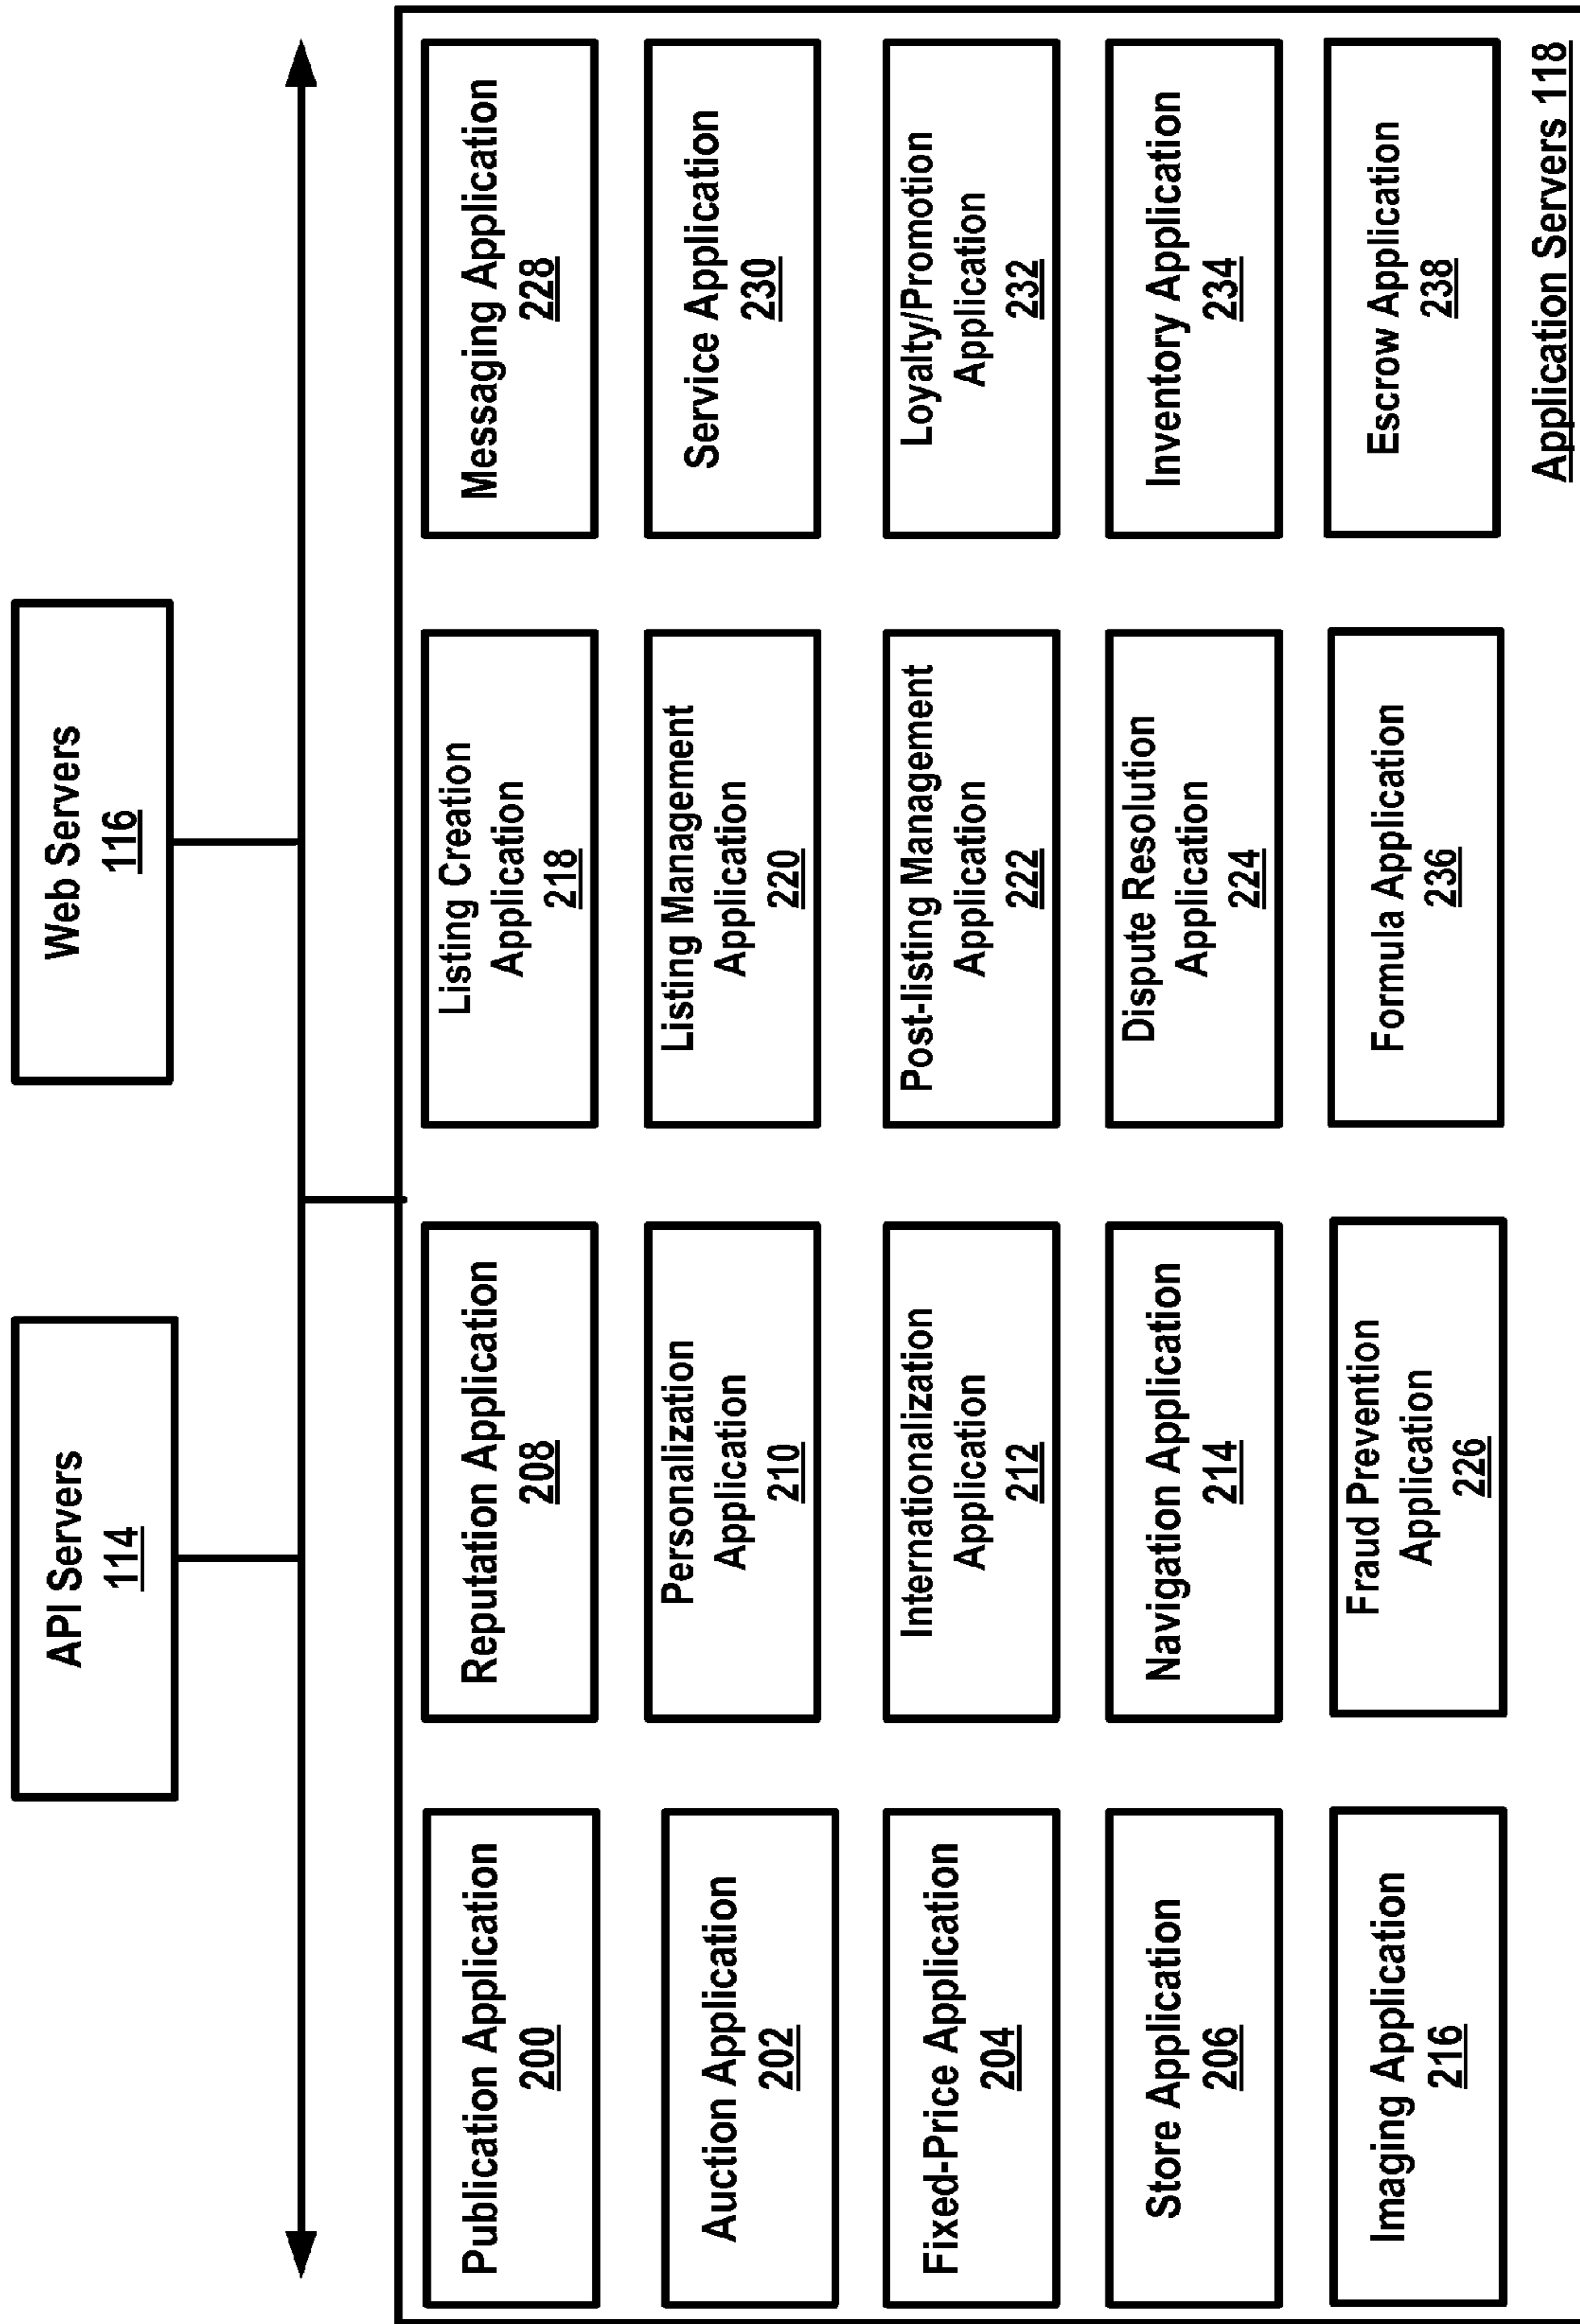 API Servers
114
Web Servers
116
Publication Application
200
Reputation Application
208
Listing Creation
Application
218
Messaging Application
228
Auction Application
202
Personalization
Application
210
Listing Management
Application
220
Service Application
230
Fixed-Price Application
204
Internationalization
Application
212
Post-listing Management
Application
222
Loyalty/Promotion
Application
232
Store Application
206
Navigation Application
214
Dispute Resolution
Application
224
Inventory Application
234
Imaging Application
216
Fraud Prevention
Application
226
Formula Application
236
Escrow Application
238
Application Servers 118